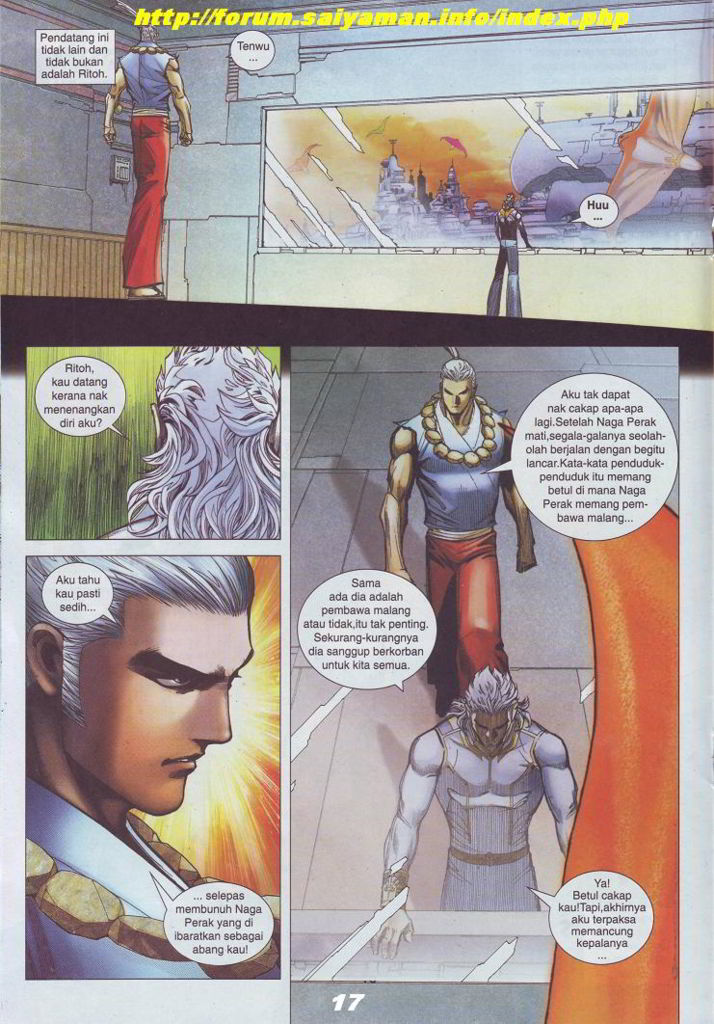 http://forum.saiyaman.info/index.php
Pendatang ini
tidak lain dan
tidak bukan
adalah Ritoh.
Tenwu
...
Huu
...
Ritoh,
kau datang
kerana nak
menenangkan
diri aku?
Aku tahu
kau pasti
sedih...
... selepas
membunuh Naga
Perak yang di
ibaratkan sebagai
abang kau!
Aku tak dapat
nak cakap apa-apa
lagi.Setelah Naga Perak
mati,segala-galanya seolah-
olah berjalan dengan begitu
lancar.Kata-kata penduduk-
penduduk itu memang
betul di mana Naga
Perak memang pem-
bawa malang...
Sama
ada dia adalah
pembawa malang
atau tidak,itu tak penting.
Sekurang-kurangnya
dia sanggup berkorban
untuk kita semua.
Ya!
Betul cakap
kau!Tapi,akhirnya
aku terpaksa
memancung
kepalanya
...
17